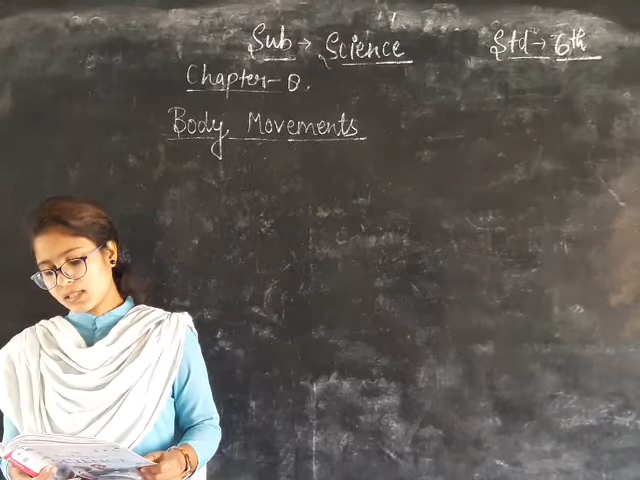 Sub → Science Std → 6th
Chapter - 8.
Body Movements